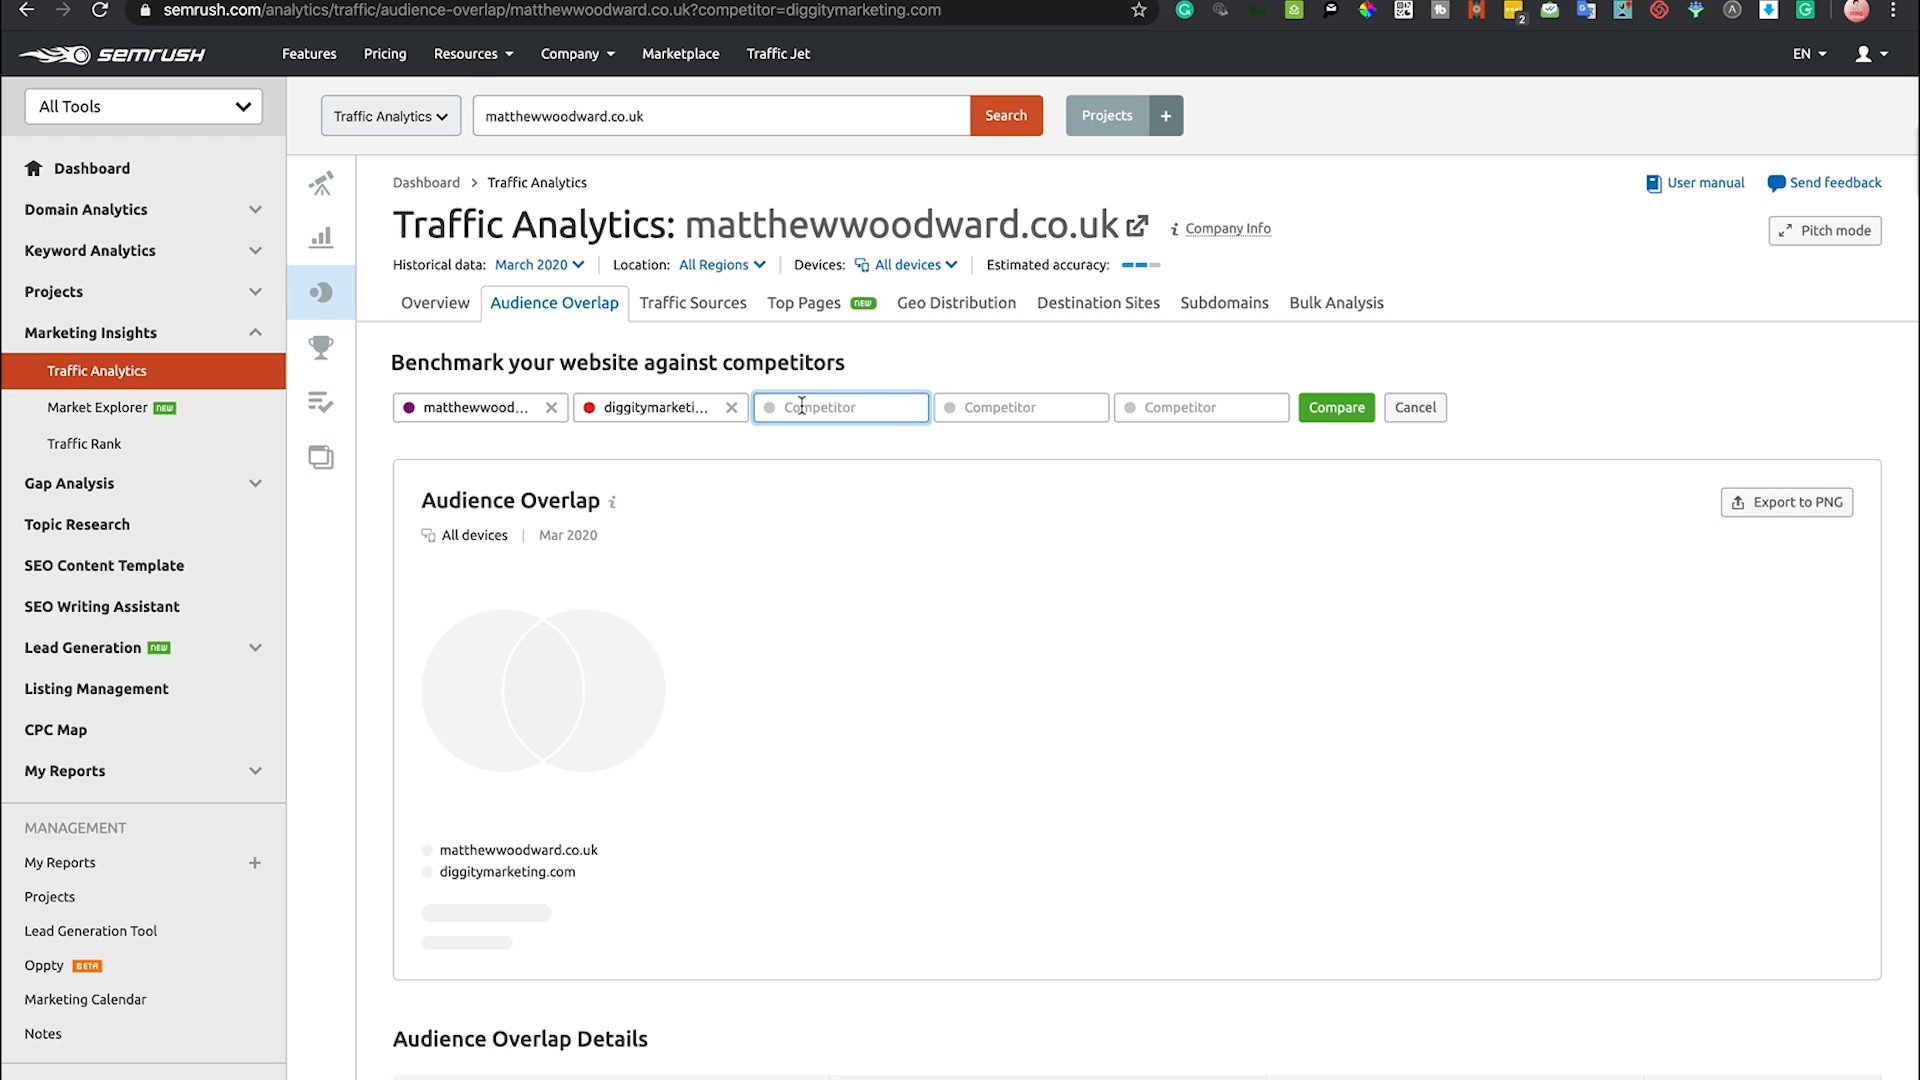 semrush.com/analytics/traffic/audience-overlap/matthewwoodward.co.uk?competitor=diggitymarketing.com
SEMRUSH
Features
Pricing
Resources
Company
Marketplace
Traffic Jet
EN
All Tools
Traffic Analytics
matthewwoodward.co.uk
Search
Projects
+
Dashboard
Domain Analytics
Keyword Analytics
Projects
Marketing Insights
Traffic Analytics
Market Explorer new
Traffic Rank
Gap Analysis
Topic Research
SEO Content Template
SEO Writing Assistant
Lead Generation new
Listing Management
CPC Map
My Reports
MANAGEMENT
My Reports +
Projects
Lead Generation Tool
Oppty BETA
Marketing Calendar
Notes
Dashboard > Traffic Analytics
User manual
Send feedback
Traffic Analytics: matthewwoodward.co.uk
i Company Info
Pitch mode
Historical data: March 2020
Location: All Regions
Devices: All devices
Estimated accuracy:
Overview
Audience Overlap
Traffic Sources
Top Pages new
Geo Distribution
Destination Sites
Subdomains
Bulk Analysis
Benchmark your website against competitors
matthewwood...
diggitymarketi...
Competitor
Competitor
Competitor
Compare
Cancel
Audience Overlap i
Export to PNG
All devices | Mar 2020
matthewwoodward.co.uk
diggitymarketing.com
Audience Overlap Details